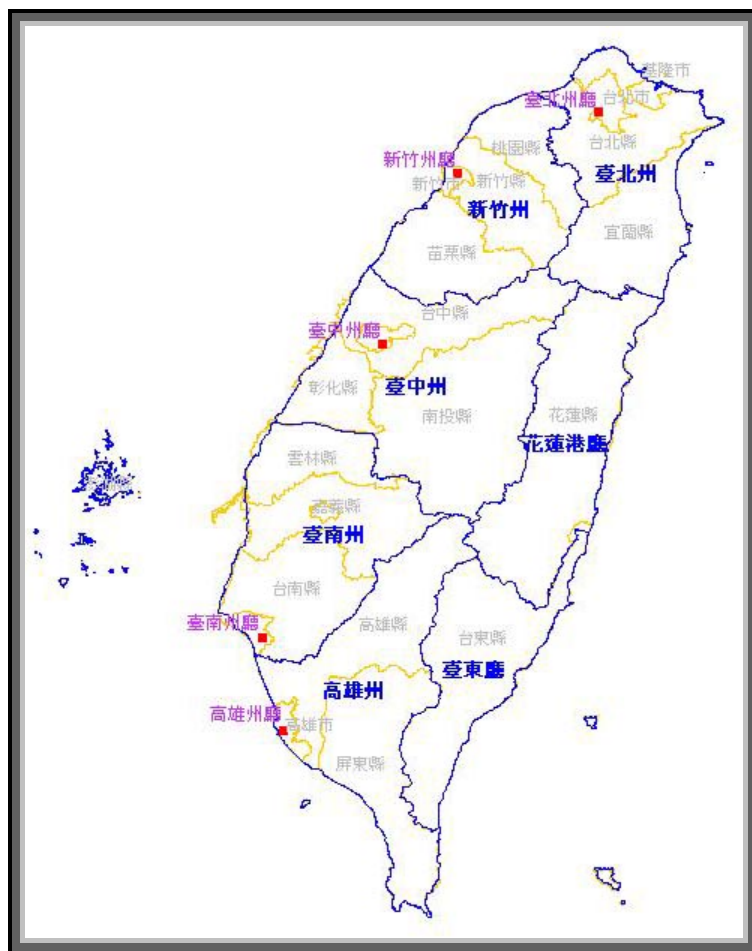 基隆市
臺北州廳
台北市
台北縣
桃園縣
新竹州廳
臺北州
新竹市
新竹縣
新竹州
宜蘭縣
苗栗縣
台中縣
臺中州廳
彰化縣
臺中州
南投縣
花蓮縣
花蓮港廳
雲林縣
嘉義縣
臺南州
台南縣
臺南州廳
高雄縣
台東縣
臺東廳
高雄州
高雄州廳
高雄市
屏東縣